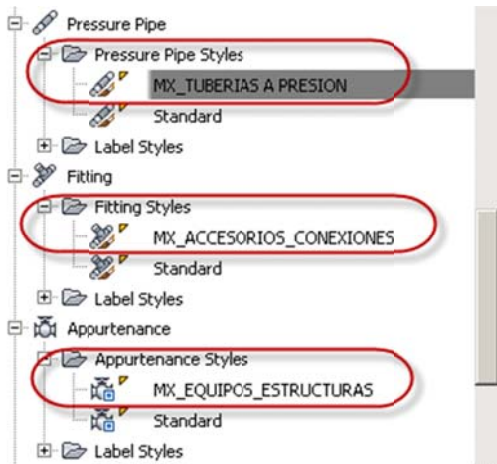 Pressure Pipe
Pressure Pipe Styles
MX_TUBERIAS A PRESION
Standard
Label Styles
Fitting
Fitting Styles
MX_ACCESORIOS_CONEXIONES
Standard
Label Styles
Appurtenance
Appurtenance Styles
MX_EQUIPOS_ESTRUCTURAS
Standard
Label Styles